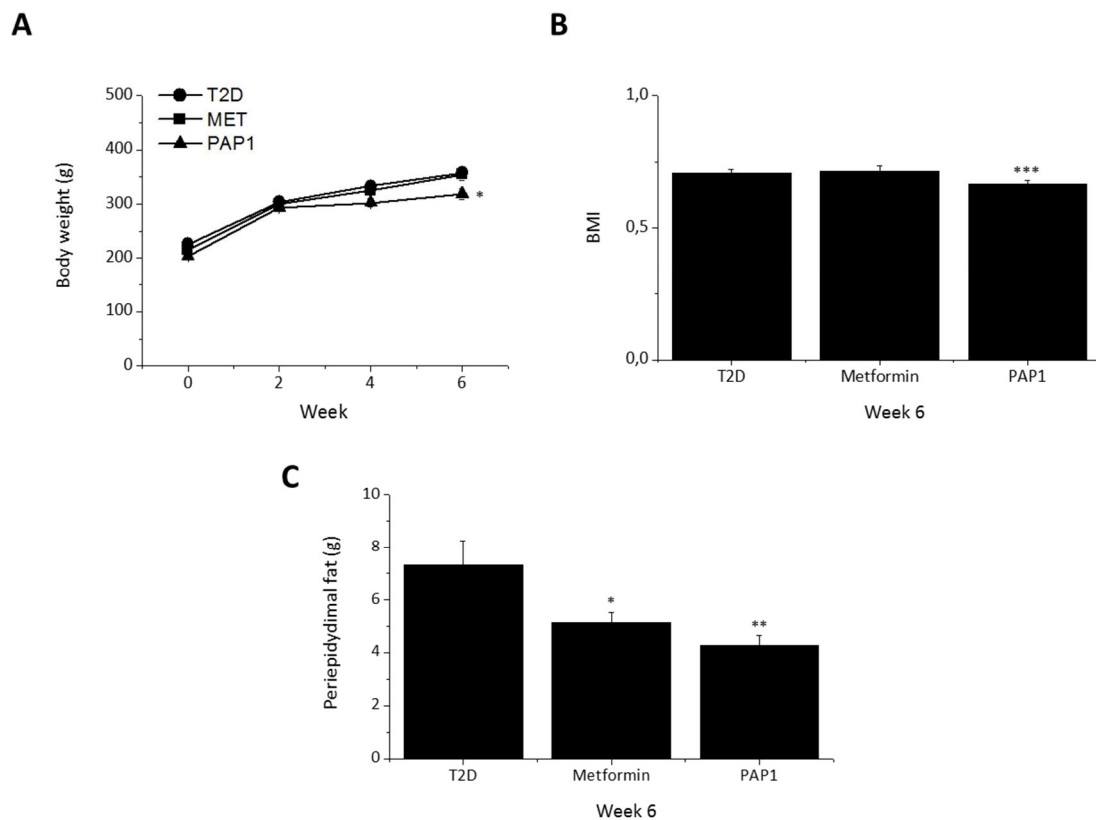 A
500
400
300
200
100
0
Body weight (g)
T2D
MET
PAP1
*
0 2 4 6
Week
B
1,0
0,5
0,0
BMI
***
T2D Metformin PAP1
Week 6
C
10
8
6
4
2
0
Periepidydimal fat (g)
*
**
T2D Metformin PAP1
Week 6